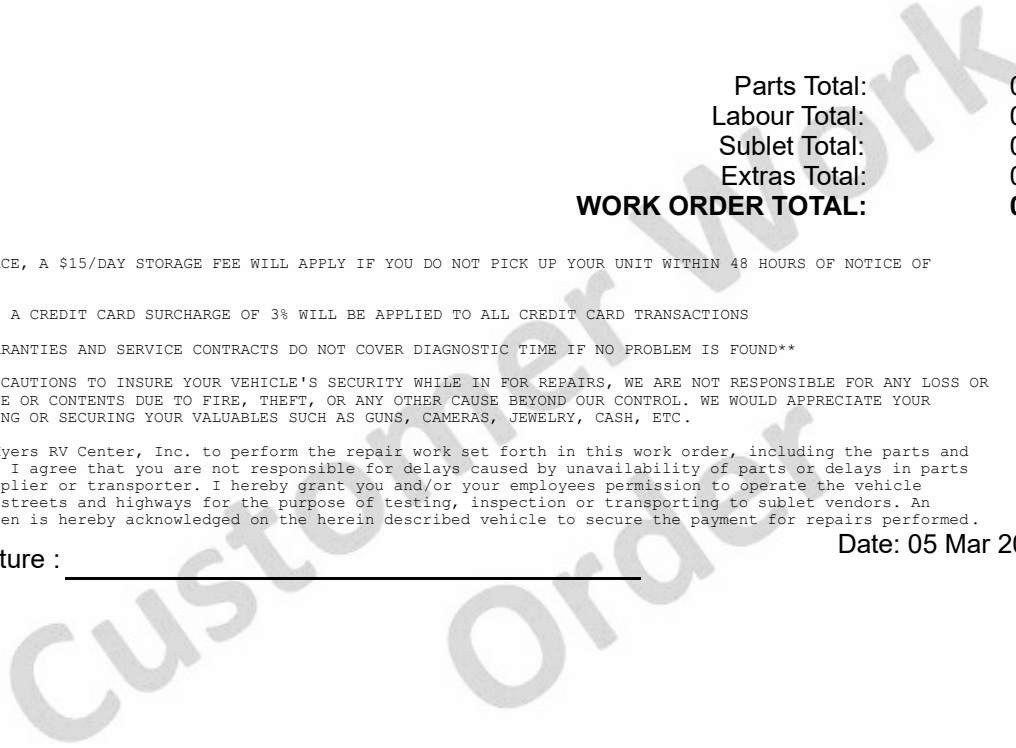 Parts Total: 0
Labour Total: 0
Sublet Total: 0
Extras Total: 0
WORK ORDER TOTAL: 0
CE, A $15/DAY STORAGE FEE WILL APPLY IF YOU DO NOT PICK UP YOUR UNIT WITHIN 48 HOURS OF NOTICE OF
A CREDIT CARD SURCHARGE OF 3% WILL BE APPLIED TO ALL CREDIT CARD TRANSACTIONS
RANTIES AND SERVICE CONTRACTS DO NOT COVER DIAGNOSTIC TIME IF NO PROBLEM IS FOUND**
CAUTIONS TO INSURE YOUR VEHICLE'S SECURITY WHILE IN FOR REPAIRS, WE ARE NOT RESPONSIBLE FOR ANY LOSS OR
E OR CONTENTS DUE TO FIRE, THEFT, OR ANY OTHER CAUSE BEYOND OUR CONTROL. WE WOULD APPRECIATE YOUR
NG OR SECURING YOUR VALUABLES SUCH AS GUNS, CAMERAS, JEWELRY, CASH, ETC.
yers RV Center, Inc. to perform the repair work set forth in this work order, including the parts and
I agree that you are not responsible for delays caused by unavailability of parts or delays in parts
plier or transporter. I hereby grant you and/or your employees permission to operate the vehicle
streets and highways for the purpose of testing, inspection or transporting to sublet vendors. An
en is hereby acknowledged on the herein described vehicle to secure the payment for repairs performed.
ture :
Date: 05 Mar 20
Customer Work
Order